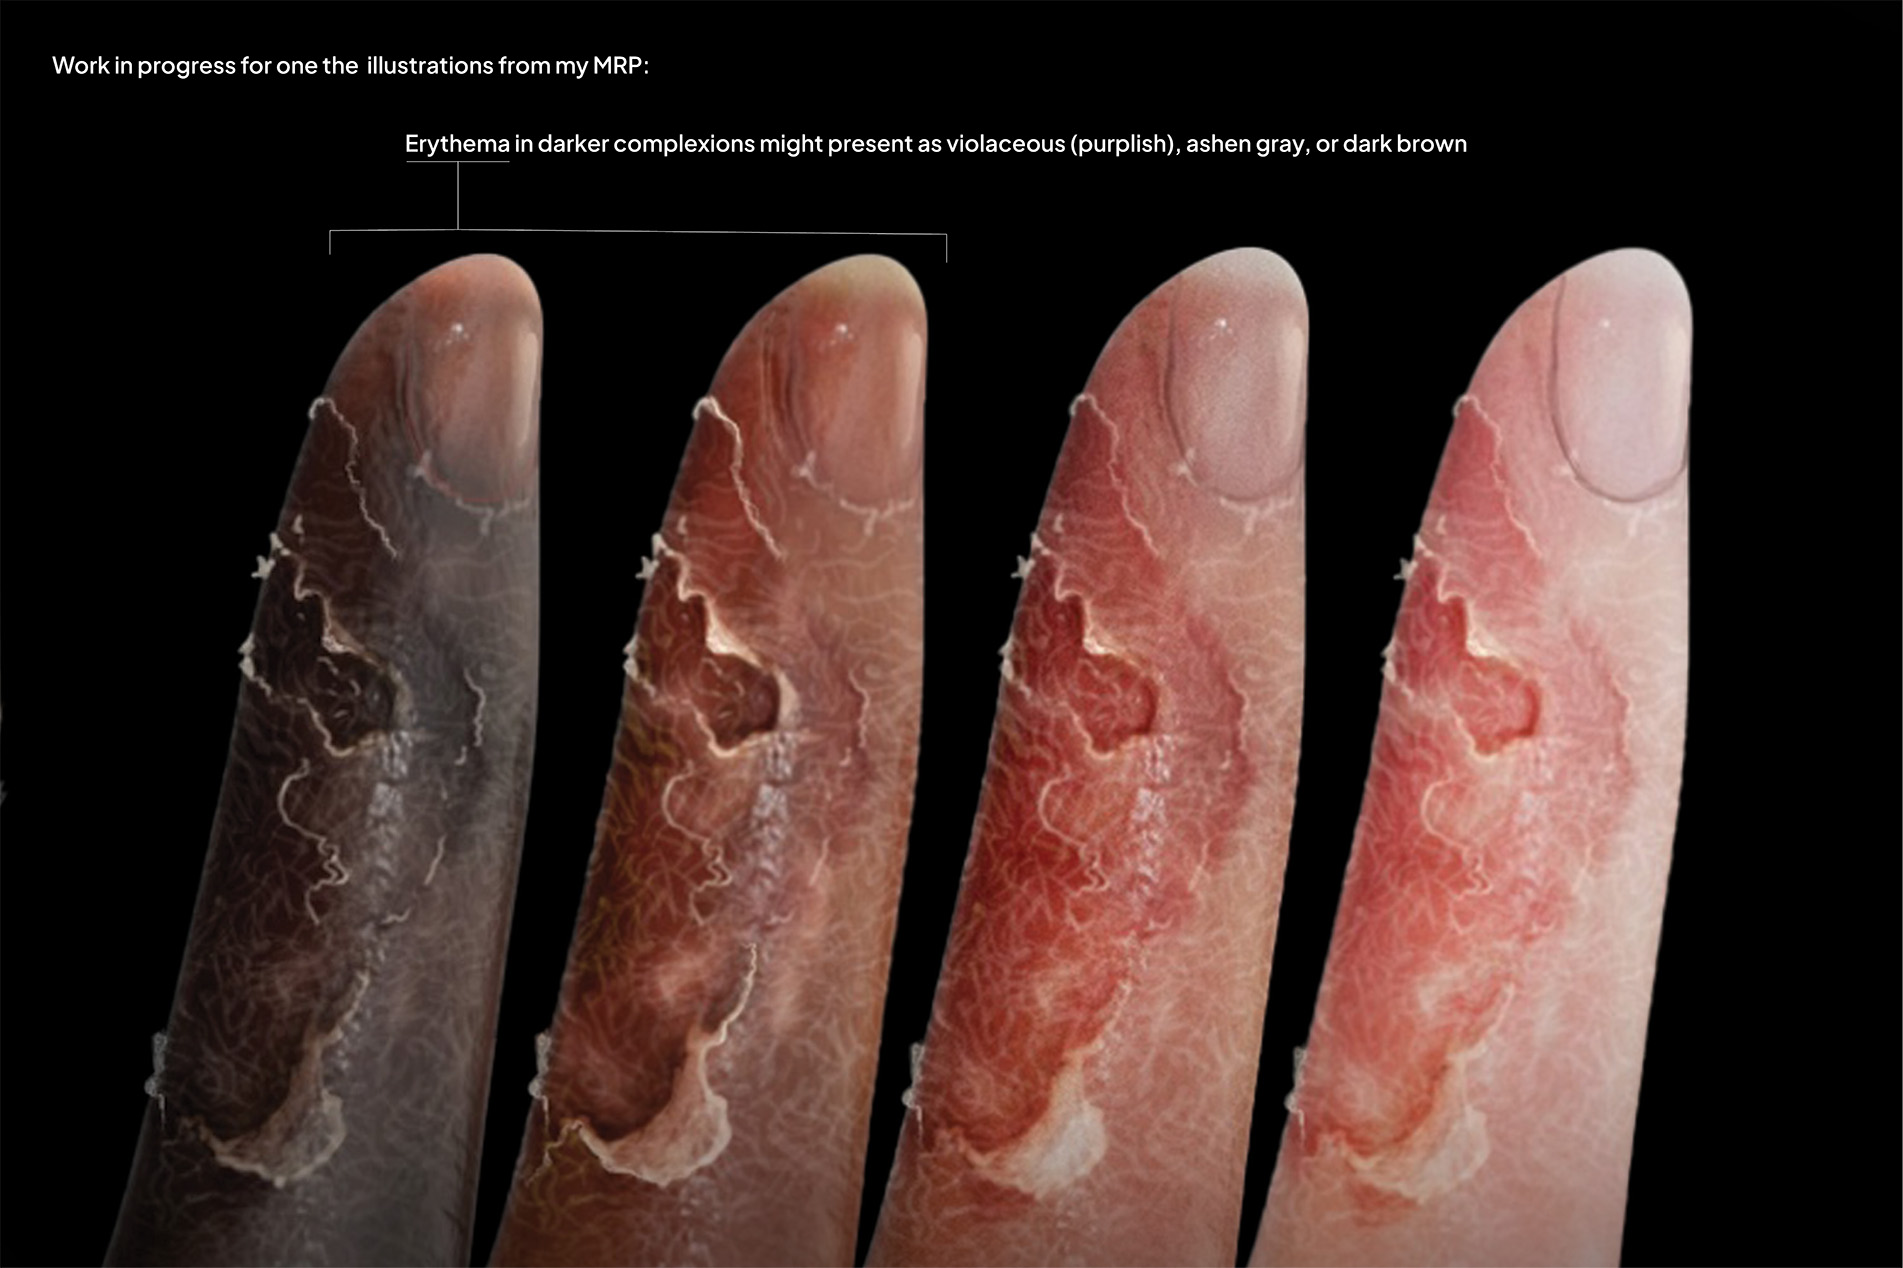 Work in progress for one the illustrations from my MRP:
Erythema in darker complexions might present as violaceous (purplish), ashen gray, or dark brown